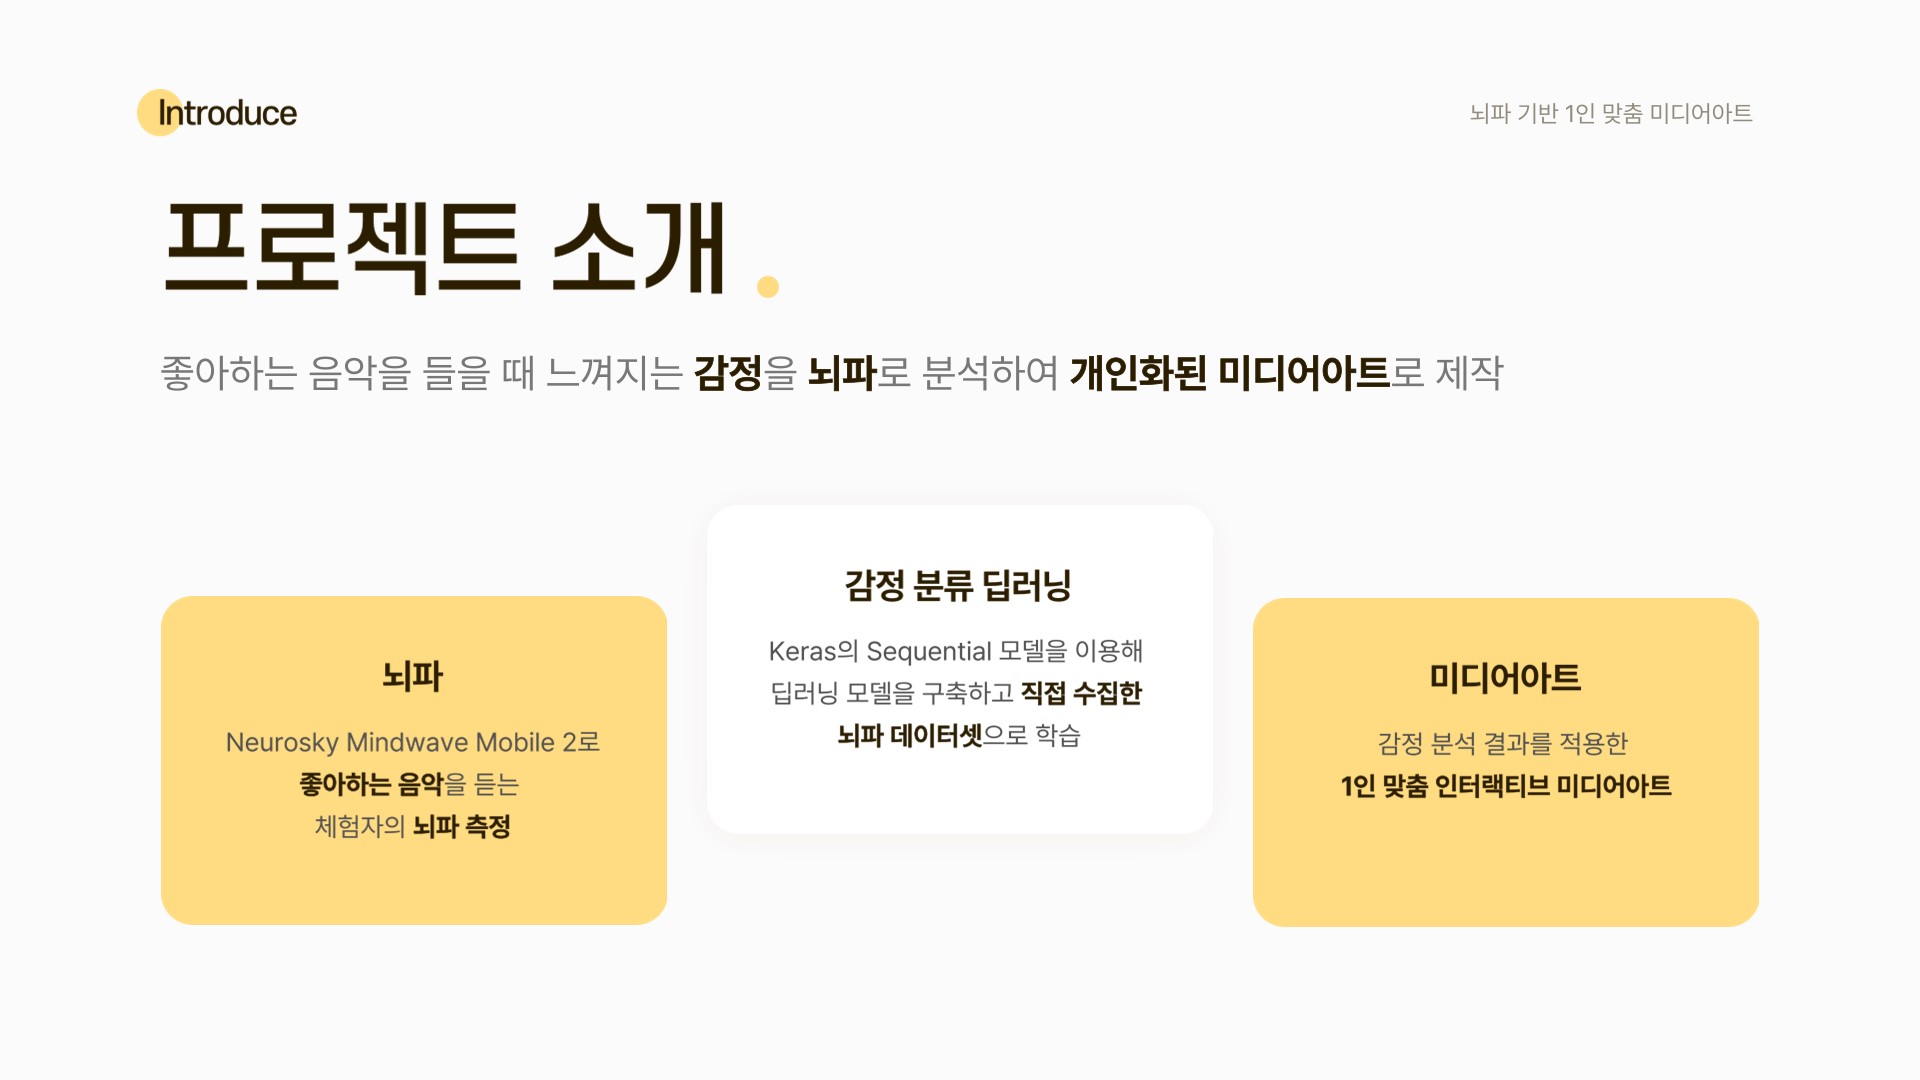 Introduce
뇌파 기반 1인 맞춤 미디어아트
프로젝트 소개 .
좋아하는 음악을 들을 때 느껴지는 감정을 뇌파로 분석하여 개인화된 미디어아트로 제작
뇌파
Neurosky Mindwave Mobile 2로
좋아하는 음악을 듣는
체험자의 뇌파 측정
감정 분류 딥러닝
Keras의 Sequential 모델을 이용해
딥러닝 모델을 구축하고 직접 수집한
뇌파 데이터셋으로 학습
미디어아트
감정 분석 결과를 적용한
1인 맞춤 인터랙티브 미디어아트